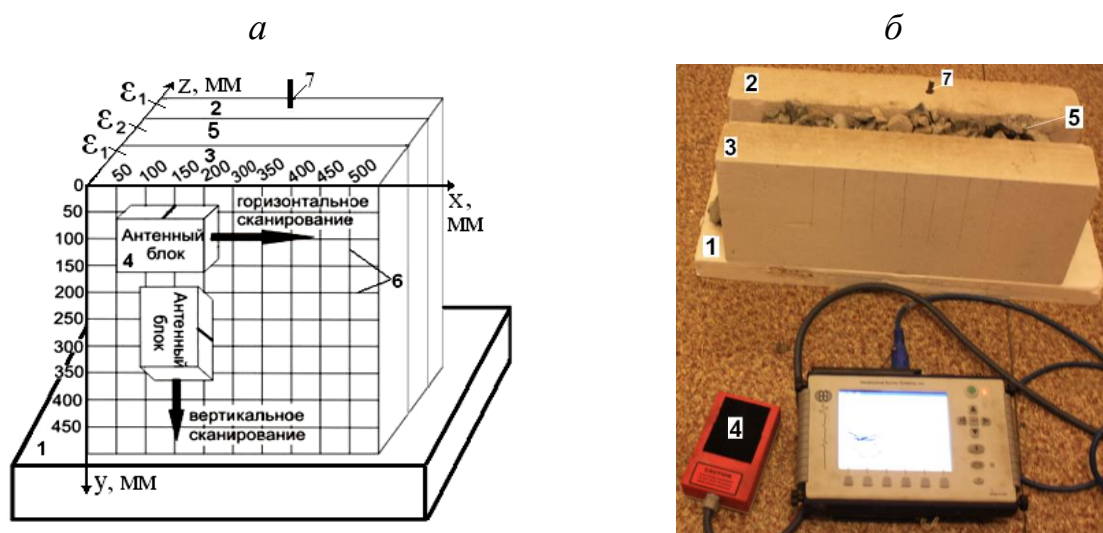 а
б
z, мм
7
ε₁
2
ε₂
5
ε₁
3
50 100 150 200 250 300 350 400 450 500
0
x,
мм
50
100
150
200
250
300
350
400
450
горизонтальное
сканирование
Антенный
4 блок
6
Антенный
блок
вертикальное
сканирование
1
y, мм
2
7
5
3
1
4
CAUTION